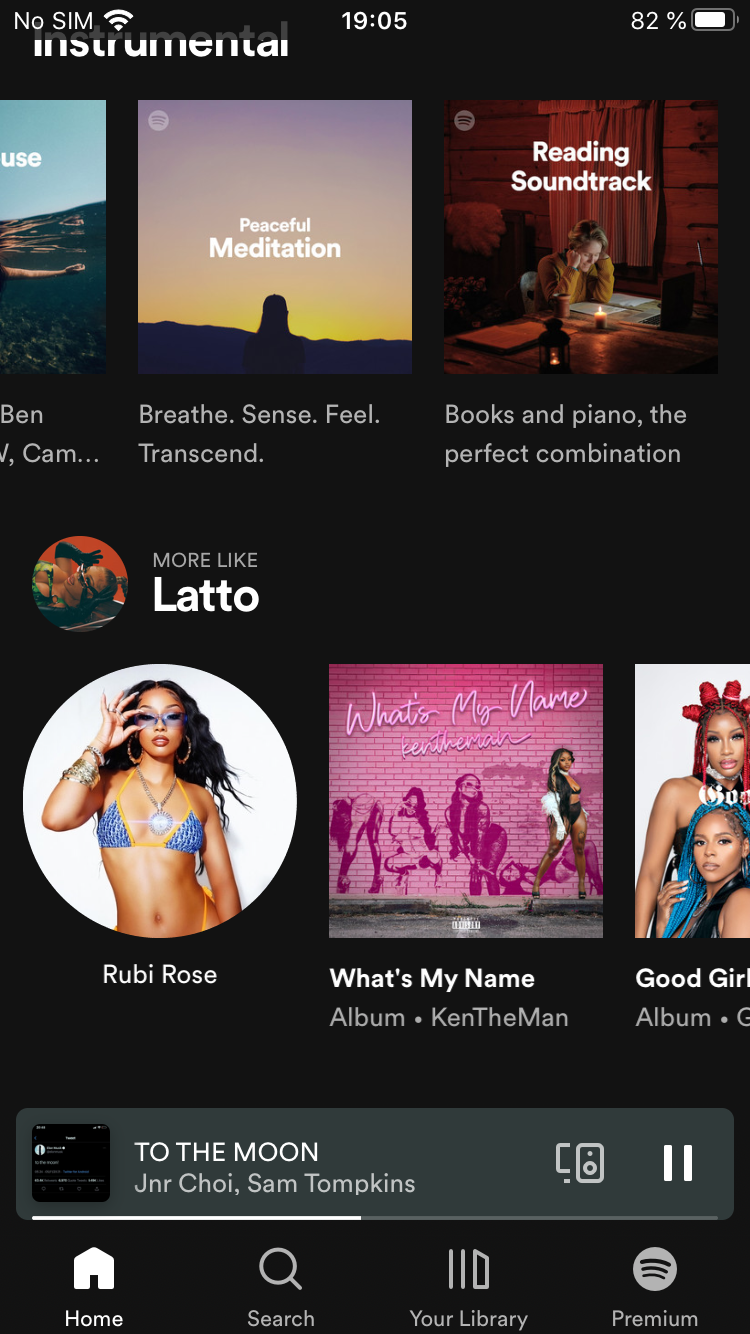 No SIM 19:05 82 %
Instrumental
use
Peaceful
Meditation
Reading
Soundtrack
Ben
Breathe. Sense. Feel.
Books and piano, the
, Cam...
Transcend.
perfect combination
MORE LIKE
Latto
What's My Name
kentheman
Goo
Rubi Rose
What's My Name
Good Girl
Album • KenTheMan
Album • G
TO THE MOON
Jnr Choi, Sam Tompkins
Home
Search
Your Library
Premium